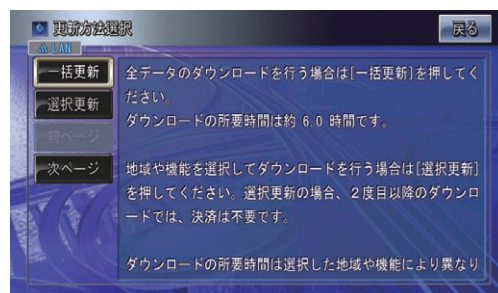 更新方法選択
戻る
LAN
一括更新
選択更新
前ページ
次ページ
全データのダウンロードを行う場合は[一括更新]を押してく
ださい。
ダウンロードの所要時間は約 6.0 時間です。
地域や機能を選択してダウンロードを行う場合は[選択更新]
を押してください。選択更新の場合、2度目以降のダウンロ
ードでは、決済は不要です。
ダウンロードの所要時間は選択した地域や機能により異なり